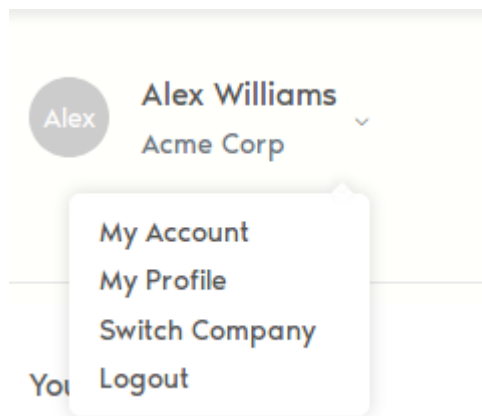 Alex
Alex Williams
Acme Corp
My Account
My Profile
Switch Company
Logout